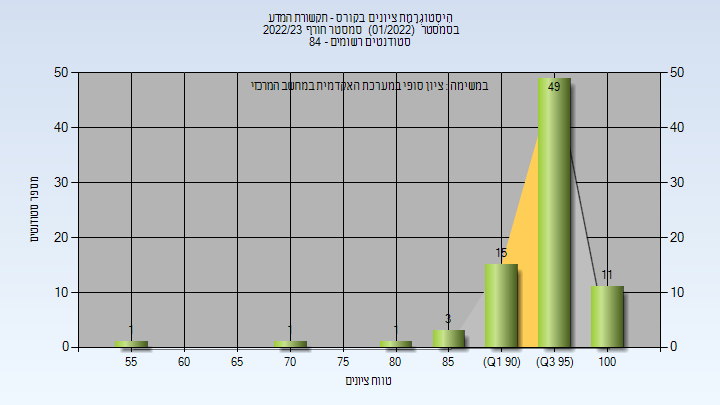 הִיסְטוֹגְרָמַת ציונים בקורס - תקשורת המדע
בסמסטר (01/2022) סמסטר חורף 2022/23
סטודנטים רשומים - 84
במשימה : ציון סופי במערכת האקדמית במחשב המרכזי
50 50
40 40
30 30
20 20
10 10
0 0
מספר סטודנטים
1 1 1 3 15 49 11
55 60 65 70 75 80 85 (Q1 90) (Q3 95) 100
טווח ציונים